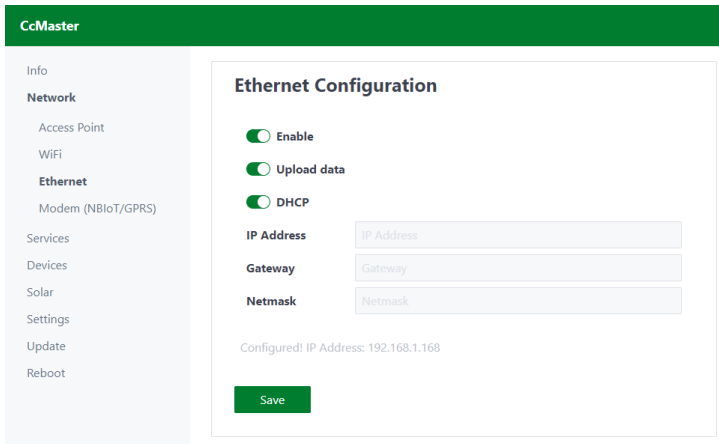 CcMaster
Info
Network
Access Point
WiFi
Ethernet
Modem (NBIoT/GPRS)
Services
Devices
Solar
Settings
Update
Reboot
Ethernet Configuration
Enable
Upload data
DHCP
IP Address IP Address
Gateway Gateway
Netmask Netmask
Configured! IP Address: 192.168.1.168
Save